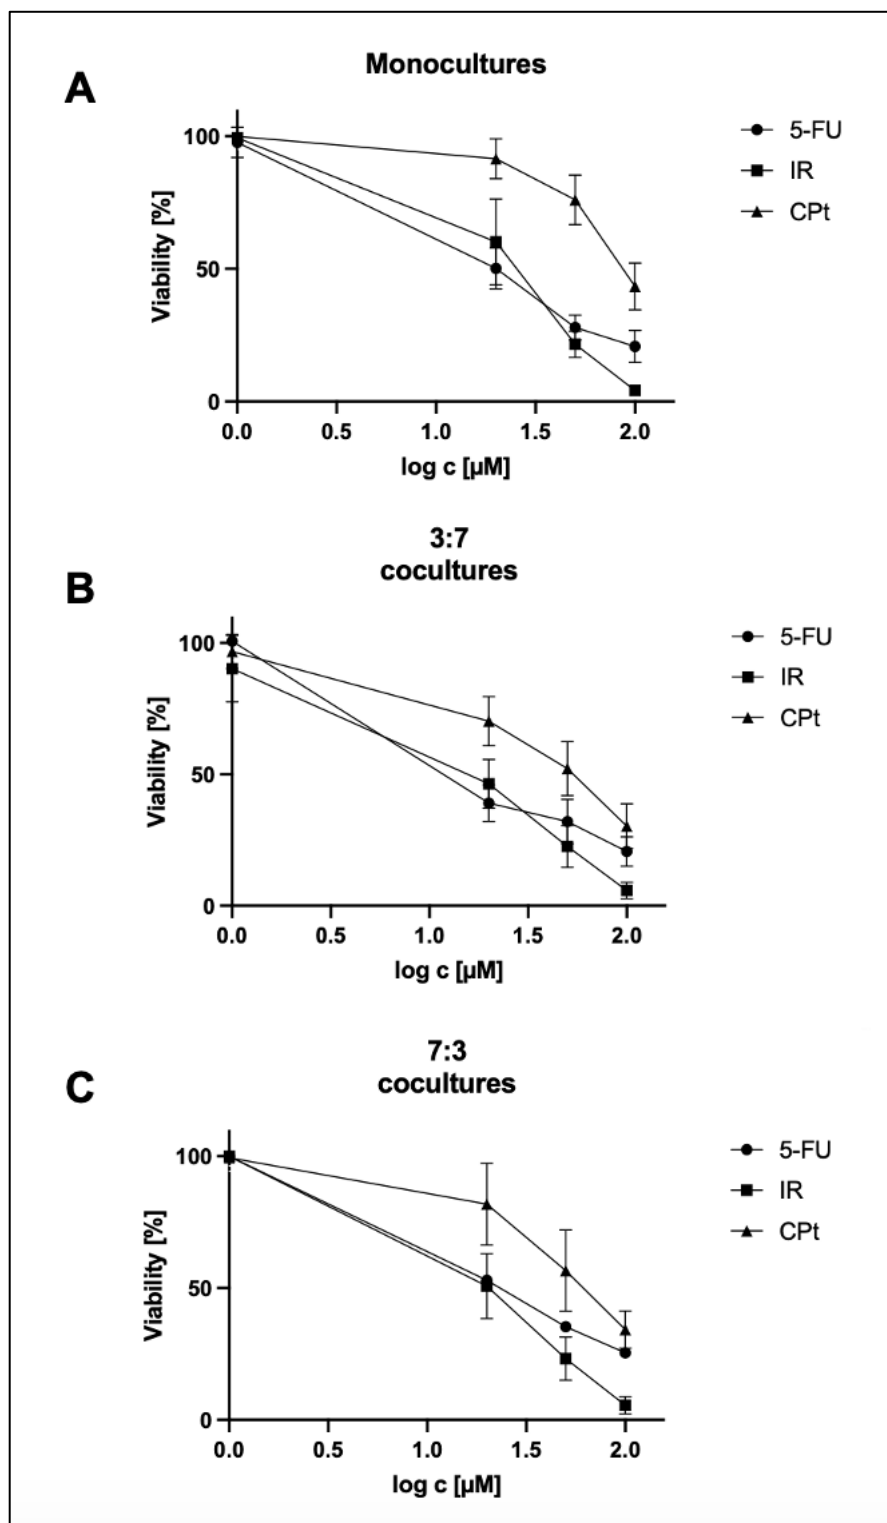 A
Monocultures
Viability [%]
100
50
0
0.0 0.5 1.0 1.5 2.0
log c [µM]
5-FU
IR
CPt
B
3:7
cocultures
Viability [%]
100
50
0
0.0 0.5 1.0 1.5 2.0
log c [µM]
5-FU
IR
CPt
C
7:3
cocultures
Viability [%]
100
50
0
0.0 0.5 1.0 1.5 2.0
log c [µM]
5-FU
IR
CPt